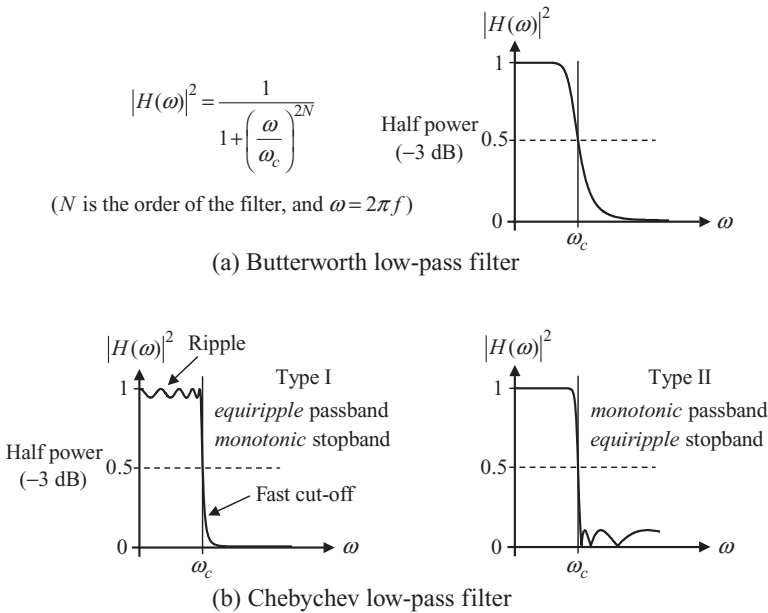 |H(ω)|² = 1 / (1 + (ω/ω_c)^{2N})
(N is the order of the filter, and ω = 2πf)
|H(ω)|²
1
Half power
(−3 dB)
0.5
0
ω_c
ω
(a) Butterworth low-pass filter
|H(ω)|²
Ripple
1
Type I
equiripple passband
monotonic stopband
Half power
(−3 dB)
0.5
Fast cut-off
0
ω_c
ω
|H(ω)|²
1
Type II
monotonic passband
equiripple stopband
0.5
0
ω_c
ω
(b) Chebychev low-pass filter